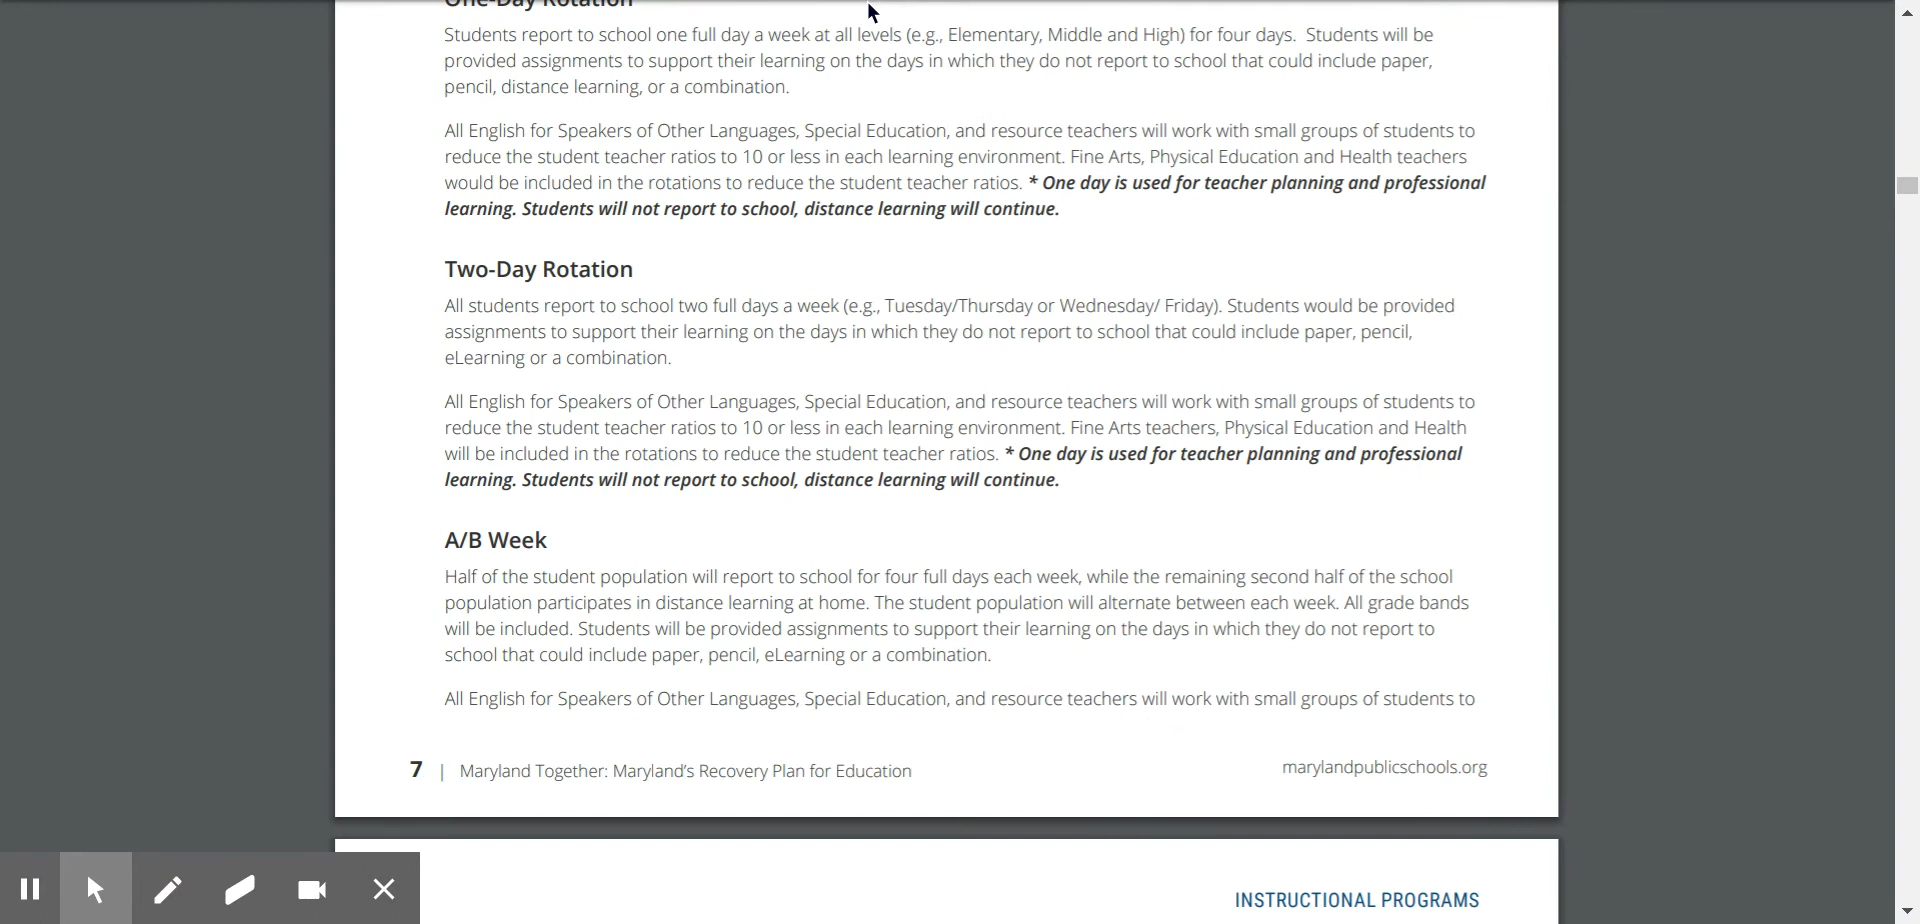 One-Day Rotation
Students report to school one full day a week at all levels (e.g., Elementary, Middle and High) for four days.  Students will be
provided assignments to support their learning on the days in which they do not report to school that could include paper,
pencil, distance learning, or a combination.
All English for Speakers of Other Languages, Special Education, and resource teachers will work with small groups of students to
reduce the student teacher ratios to 10 or less in each learning environment. Fine Arts, Physical Education and Health teachers
would be included in the rotations to reduce the student teacher ratios. * One day is used for teacher planning and professional
learning. Students will not report to school, distance learning will continue.
Two-Day Rotation
All students report to school two full days a week (e.g., Tuesday/Thursday or Wednesday/ Friday). Students would be provided
assignments to support their learning on the days in which they do not report to school that could include paper, pencil,
eLearning or a combination.
All English for Speakers of Other Languages, Special Education, and resource teachers will work with small groups of students to
reduce the student teacher ratios to 10 or less in each learning environment. Fine Arts teachers, Physical Education and Health
will be included in the rotations to reduce the student teacher ratios. * One day is used for teacher planning and professional
learning. Students will not report to school, distance learning will continue.
A/B Week
Half of the student population will report to school for four full days each week, while the remaining second half of the school
population participates in distance learning at home. The student population will alternate between each week. All grade bands
will be included. Students will be provided assignments to support their learning on the days in which they do not report to
school that could include paper, pencil, eLearning or a combination.
All English for Speakers of Other Languages, Special Education, and resource teachers will work with small groups of students to
7 | Maryland Together: Maryland's Recovery Plan for Education marylandpublicschools.org
INSTRUCTIONAL PROGRAMS